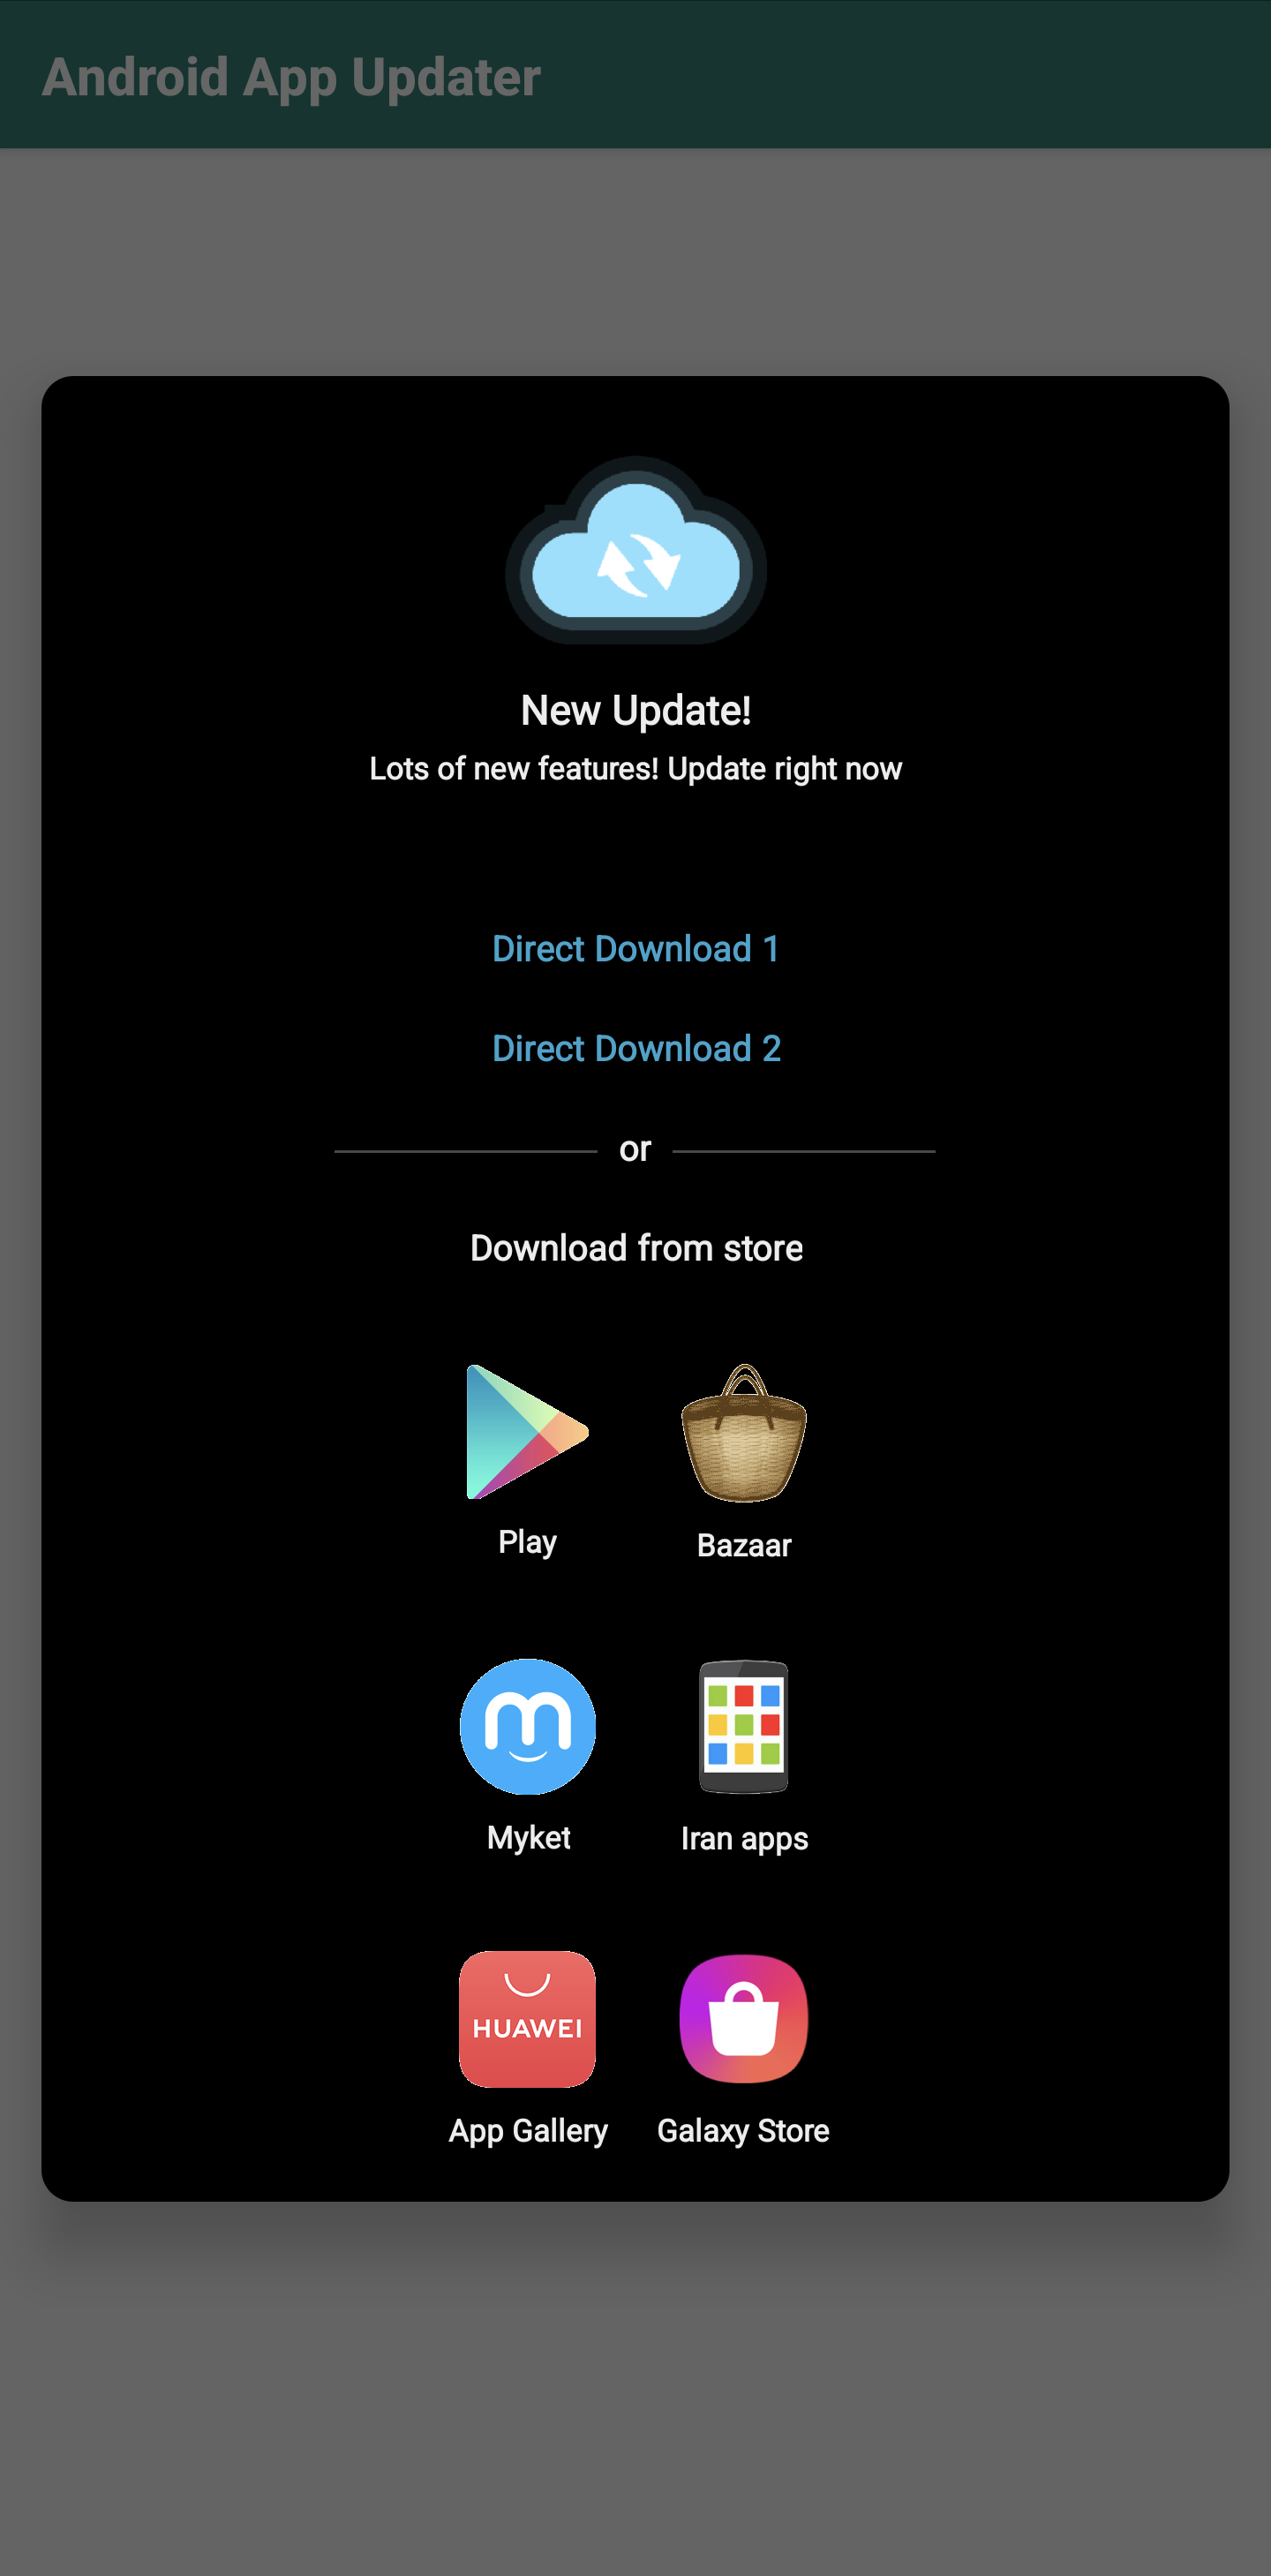 Android App Updater
New Update!
Lots of new features! Update right now
Direct Download 1
Direct Download 2
or
Download from store
Play Bazaar
Myket Iran apps
HUAWEI
App Gallery Galaxy Store